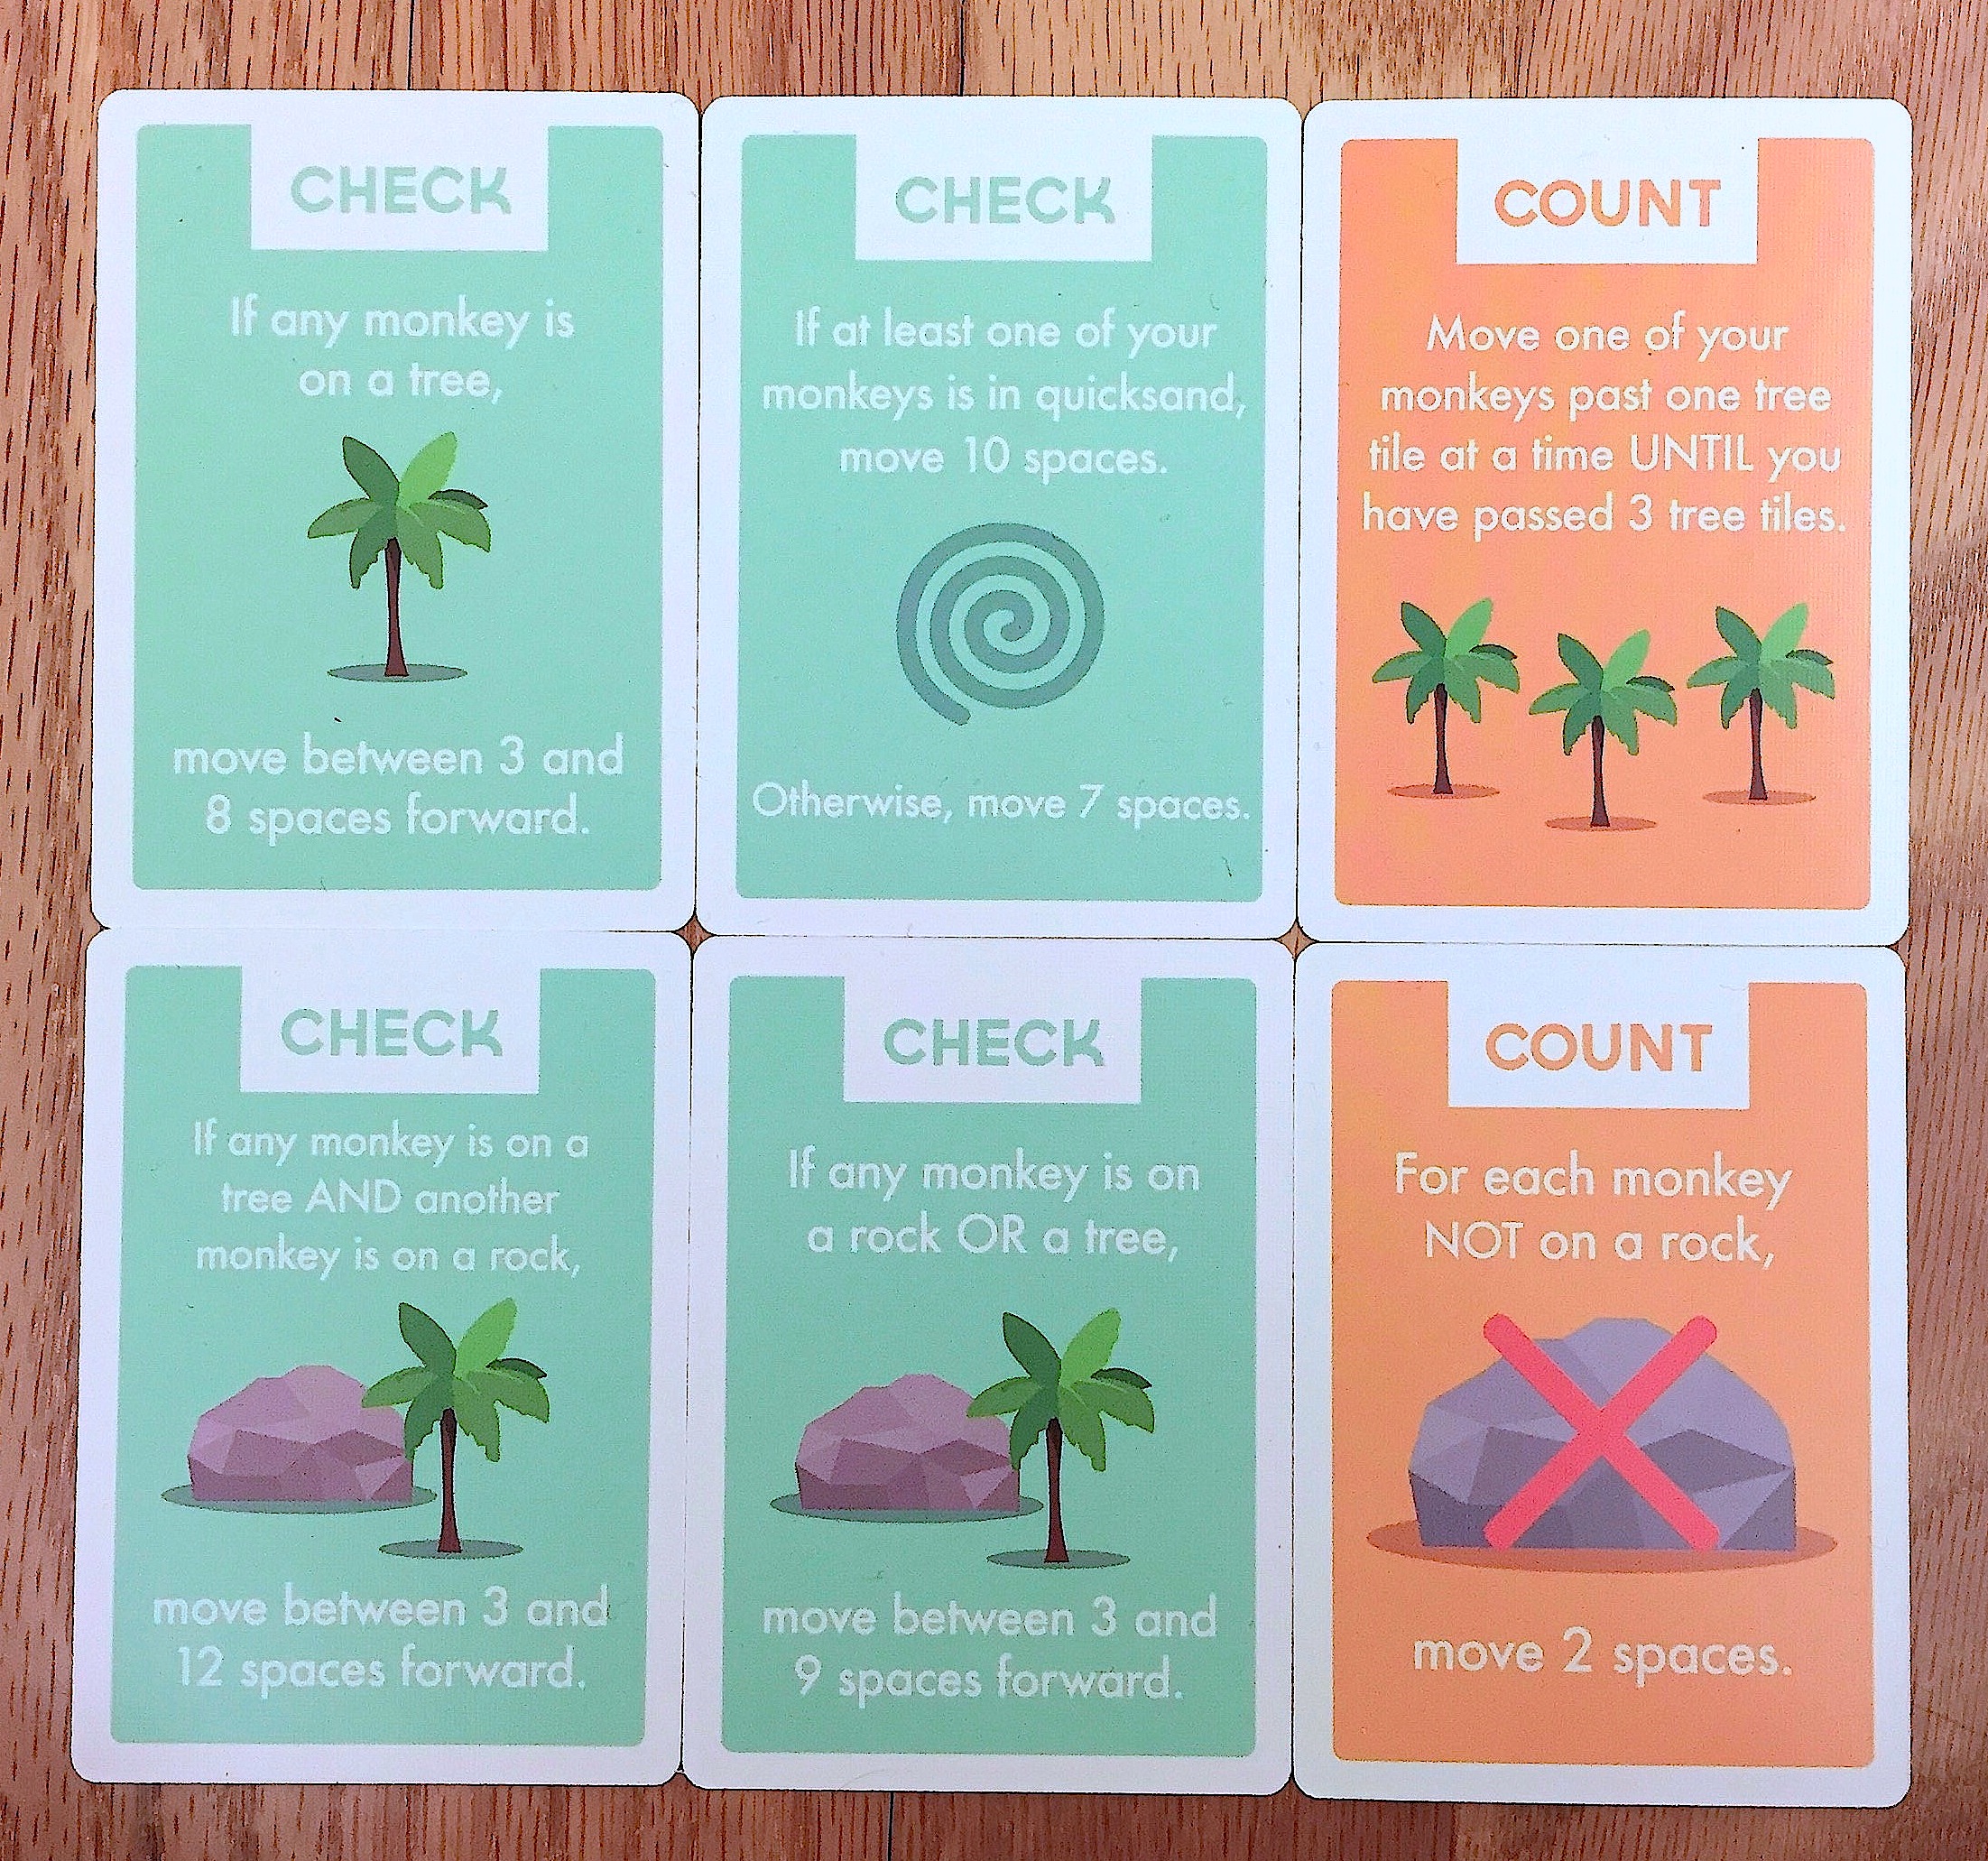 CHECK
If any monkey is
on a tree,
move between 3 and
8 spaces forward.
CHECK
If at least one of your
monkeys is in quicksand,
move 10 spaces.
Otherwise, move 7 spaces.
COUNT
Move one of your
monkeys past one tree
tile at a time UNTIL you
have passed 3 tree tiles.
CHECK
If any monkey is on a
tree AND another
monkey is on a rock,
move between 3 and
12 spaces forward.
CHECK
If any monkey is on
a rock OR a tree,
move between 3 and
9 spaces forward.
COUNT
For each monkey
NOT on a rock,
move 2 spaces.